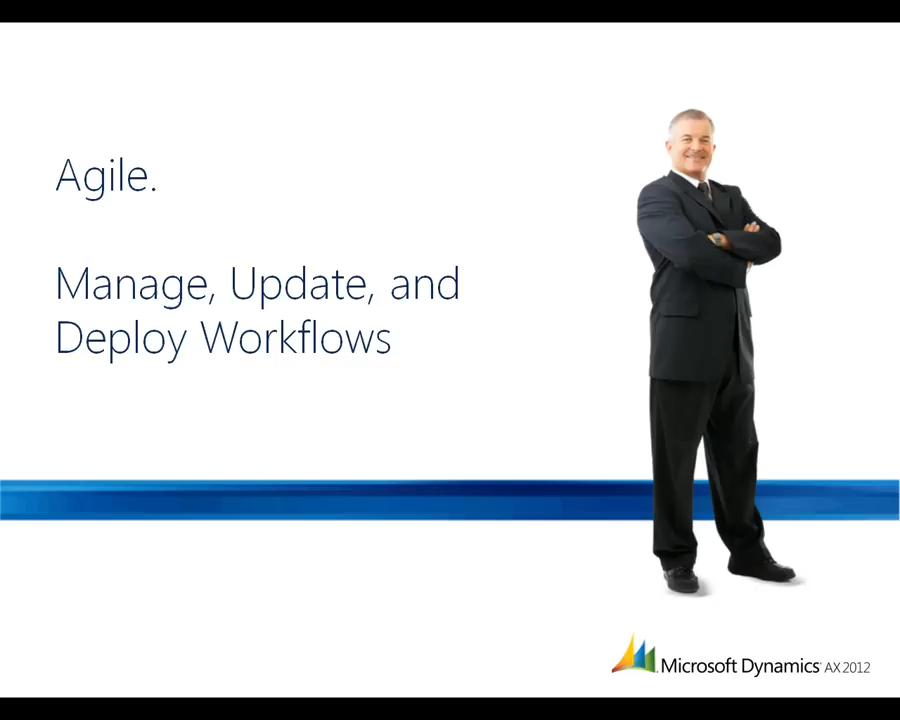 Agile.
Manage, Update, and
Deploy Workflows
Microsoft Dynamics AX 2012